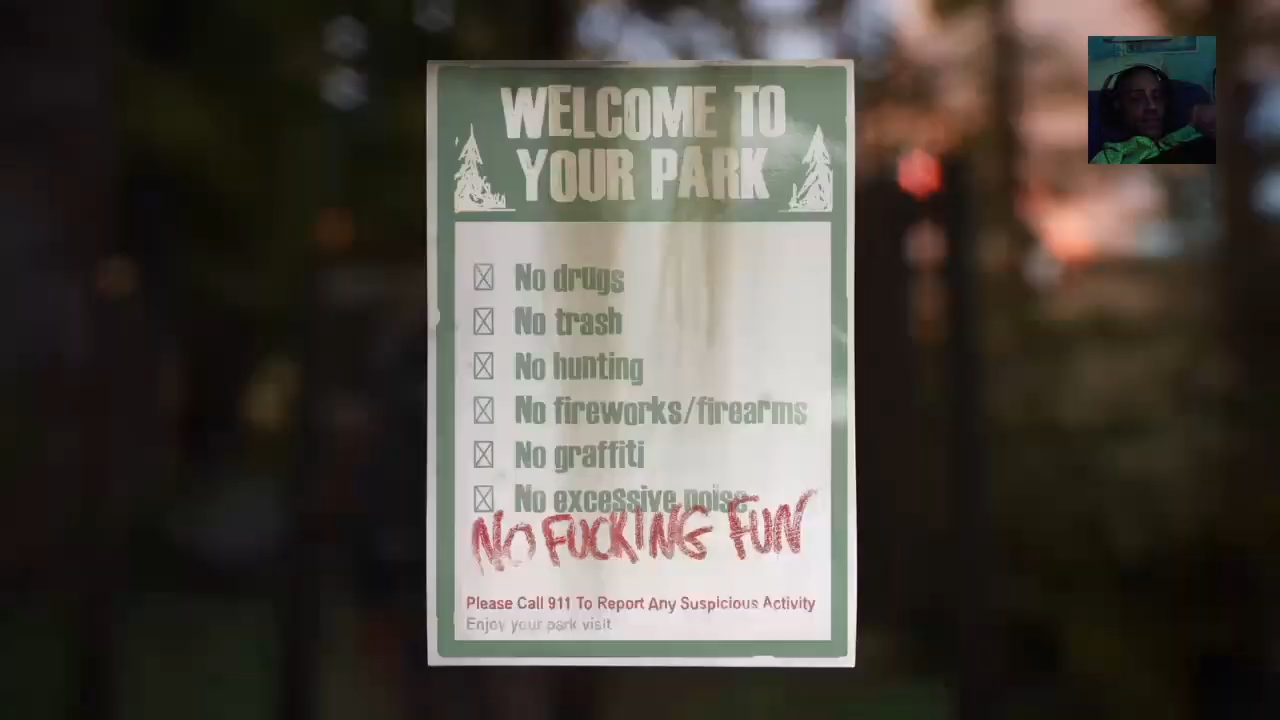 WELCOME TO
YOUR PARK
No drugs
No trash
No hunting
No fireworks/firearms
No graffiti
No excessive noise
NO FUCKING FUN
Please Call 911 To Report Any Suspicious Activity
Enjoy your park visit